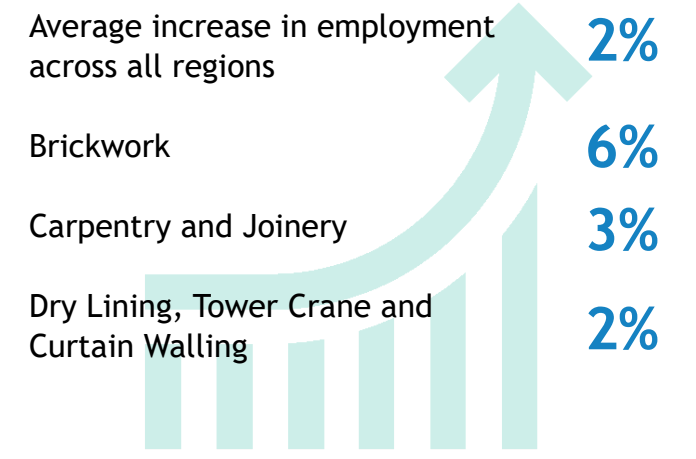 Average increase in employment
across all regions
2%
Brickwork
6%
Carpentry and Joinery
3%
Dry Lining, Tower Crane and
Curtain Walling
2%